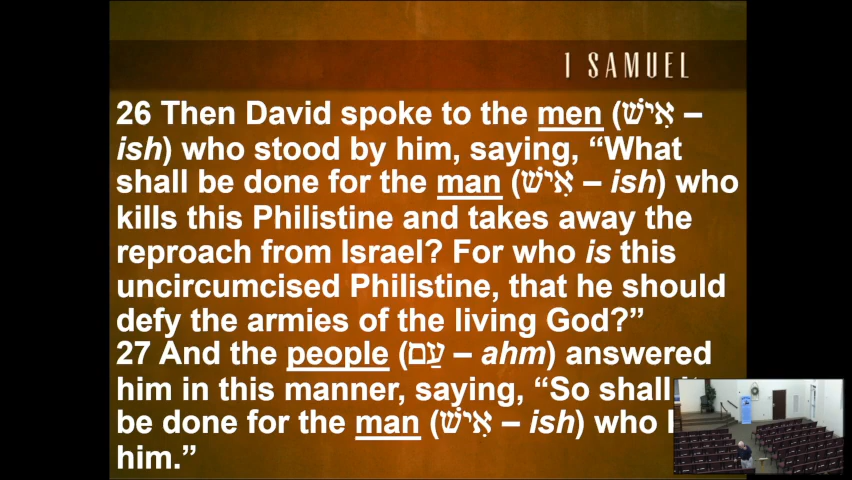 1 SAMUEL
26 Then David spoke to the men (אִישׁ –
ish) who stood by him, saying, “What
shall be done for the man (אִישׁ – ish) who
kills this Philistine and takes away the
reproach from Israel? For who is this
uncircumcised Philistine, that he should
defy the armies of the living God?”
27 And the people (עַם – ahm) answered
him in this manner, saying, “So shall
be done for the man (אִישׁ – ish) who
him.”